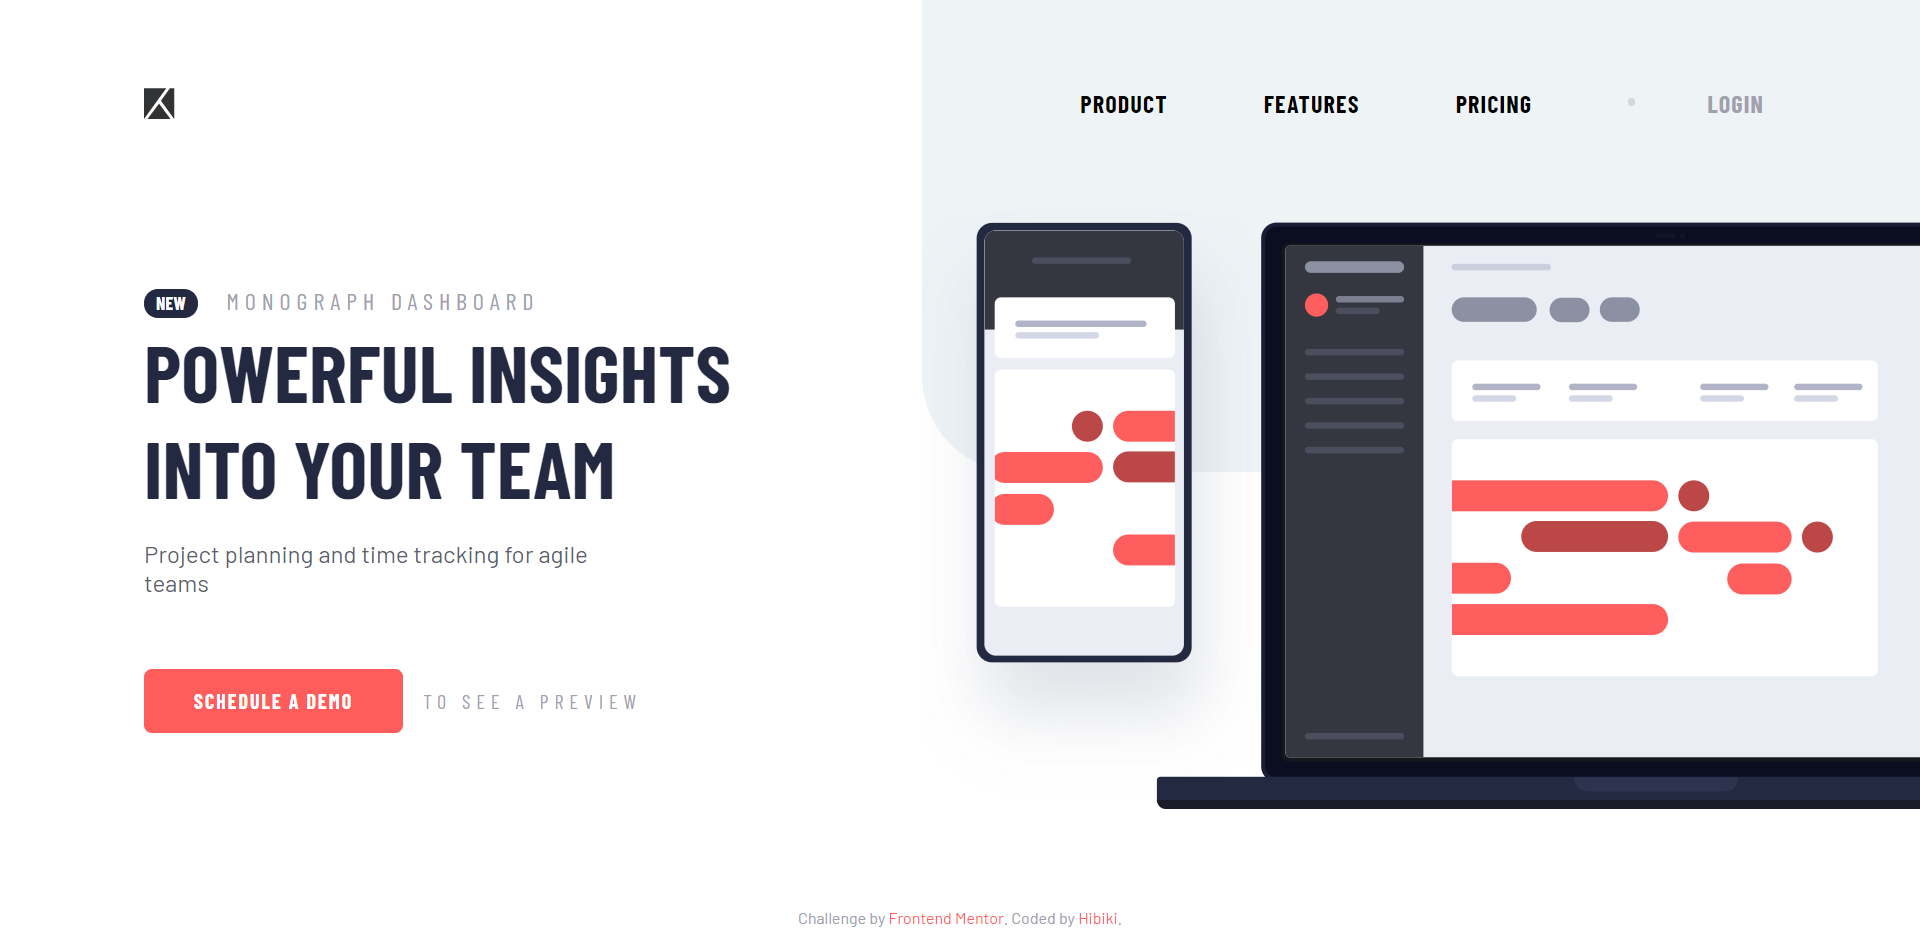 PRODUCT FEATURES PRICING LOGIN
NEW MONOGRAPH DASHBOARD
POWERFUL INSIGHTS
INTO YOUR TEAM
Project planning and time tracking for agile
teams
SCHEDULE A DEMO TO SEE A PREVIEW
Challenge by Frontend Mentor. Coded by Hibiki.